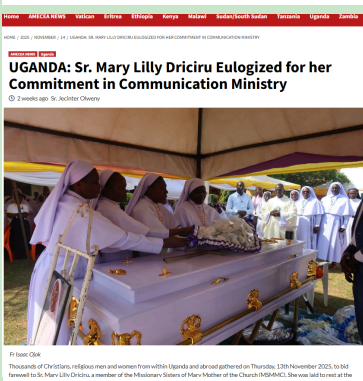 Home AMECEA NEWS Vatican Eritrea Ethiopia Kenya Malawi Sudan/South Sudan Tanzania Uganda Zambia
HOME / 2025 / NOVEMBER / 14 / UGANDA: SR. MARY LILLY DRICIRU EULOGIZED FOR HER COMMITMENT IN COMMUNICATION MINISTRY
AMECEA NEWS Uganda
UGANDA: Sr. Mary Lilly Driciru Eulogized for her
Commitment in Communication Ministry
2 weeks ago Sr. Jecinter Olweny
Fr Isaac Ojok
Thousands of Christians, religious men and women from within Uganda and abroad gathered on Thursday, 13th November 2025, to bid
farewell to Sr. Mary Lilly Driciru, a member of the Missionary Sisters of Mary Mother of the Church (MSMMC). She was laid to rest at the